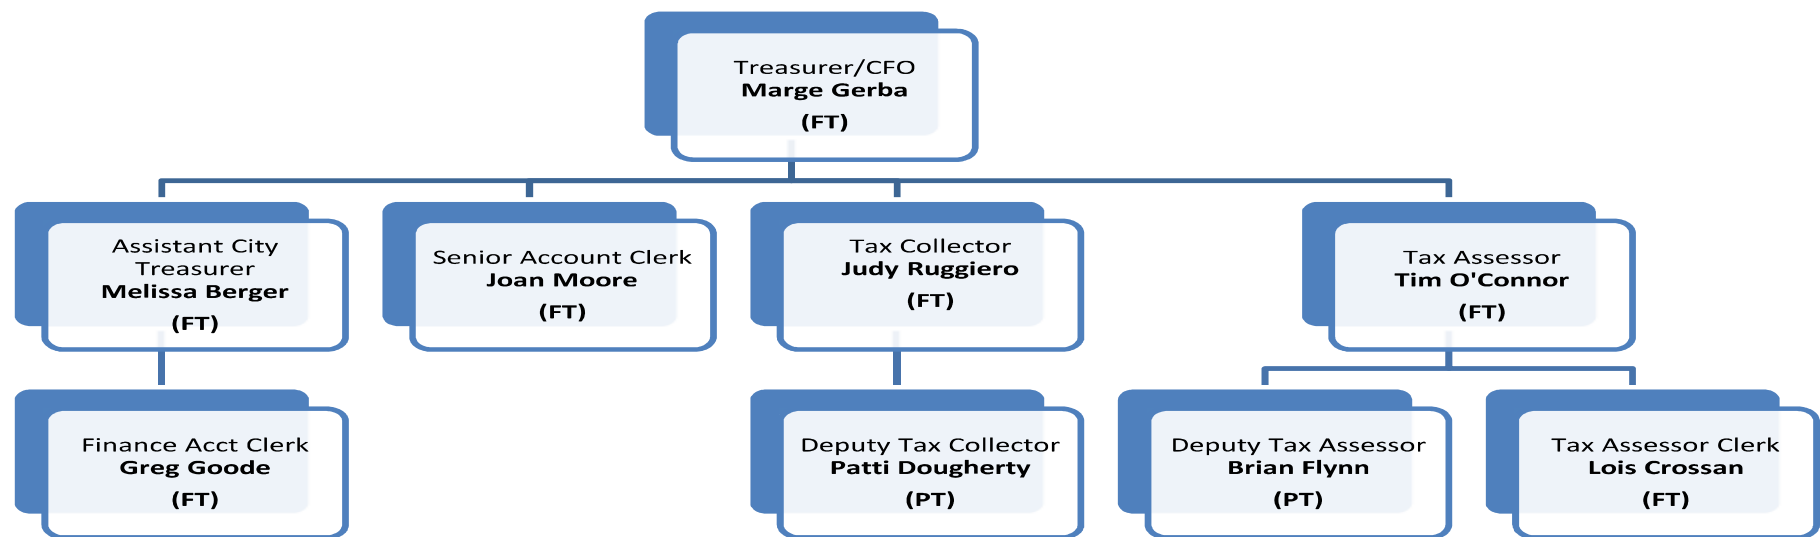 Treasurer/CFO
Marge Gerba
(FT)
Assistant City
Treasurer
Melissa Berger
(FT)
Senior Account Clerk
Joan Moore
(FT)
Tax Collector
Judy Ruggiero
(FT)
Tax Assessor
Tim O'Connor
(FT)
Finance Acct Clerk
Greg Goode
(FT)
Deputy Tax Collector
Patti Dougherty
(PT)
Deputy Tax Assessor
Brian Flynn
(PT)
Tax Assessor Clerk
Lois Crossan
(FT)